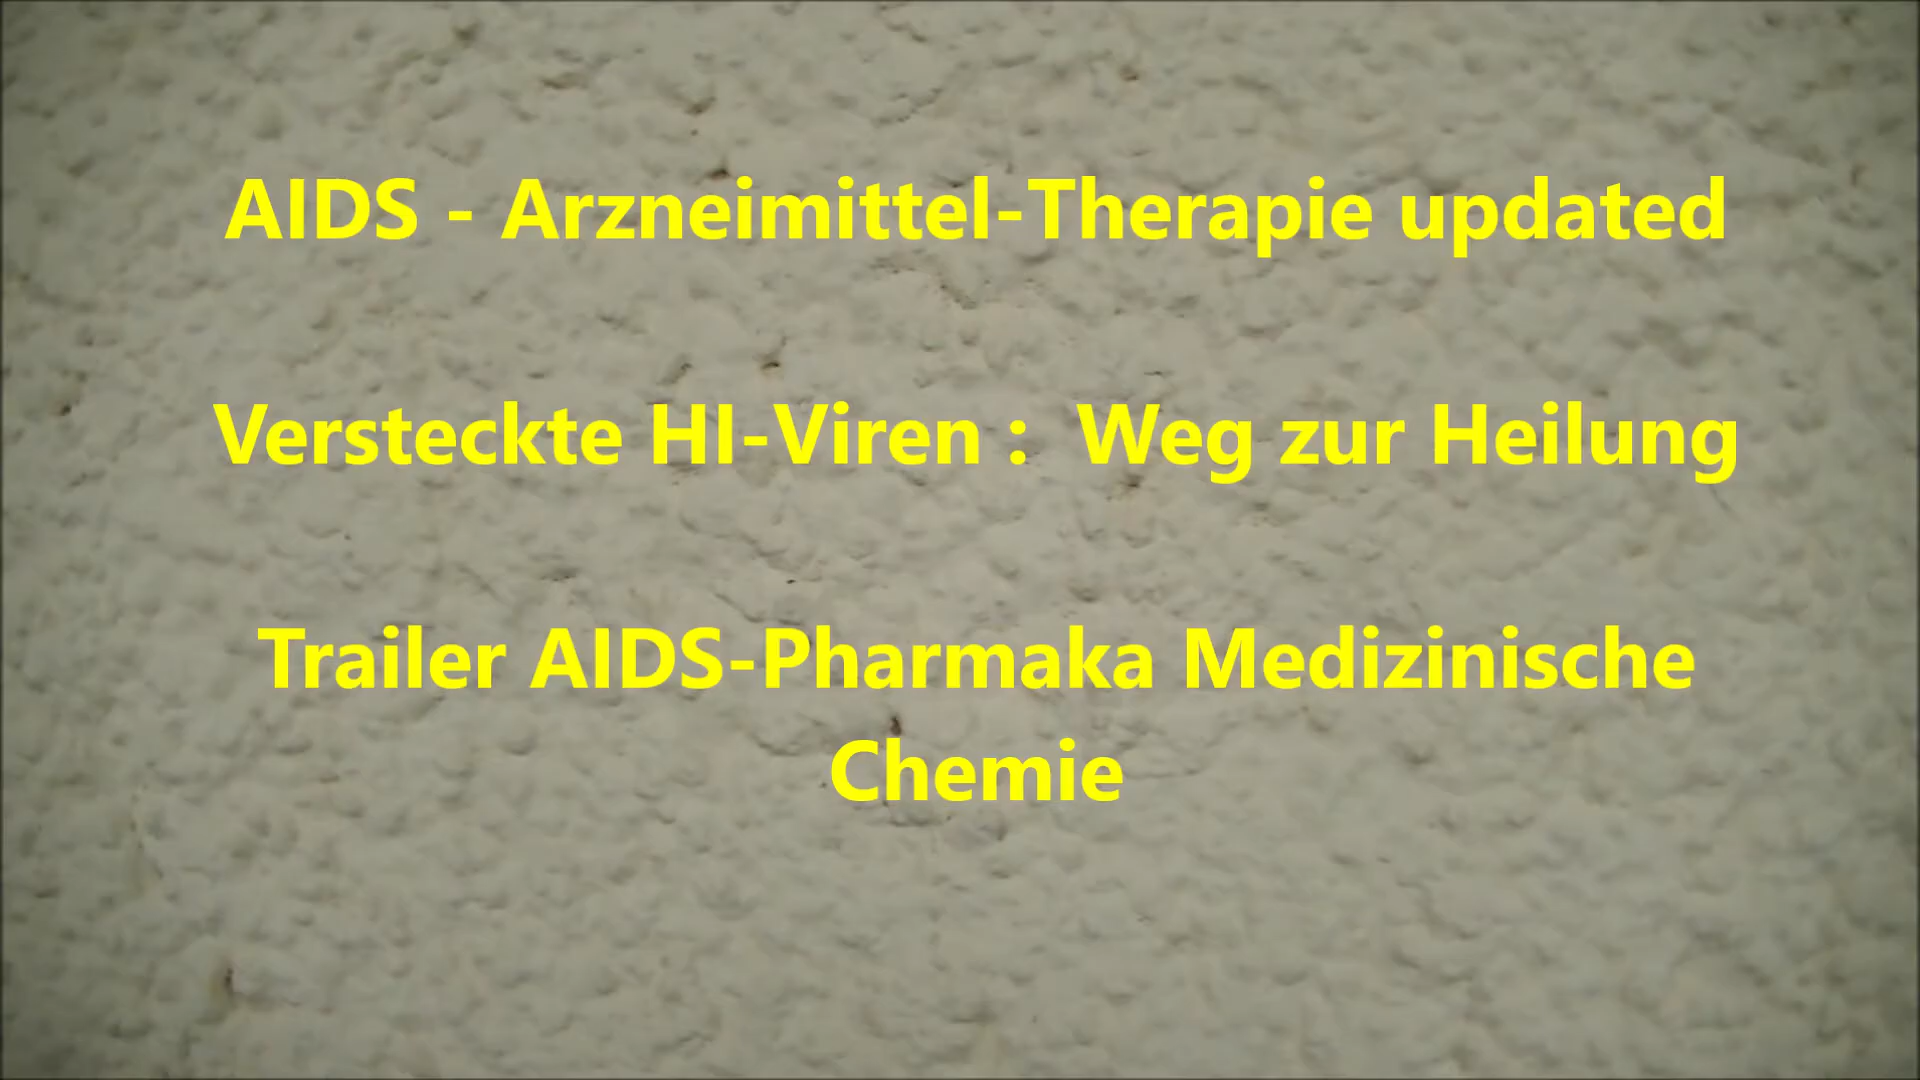 AIDS - Arzneimittel-Therapie updated
Versteckte HI-Viren :  Weg zur Heilung
Trailer AIDS-Pharmaka Medizinische
Chemie